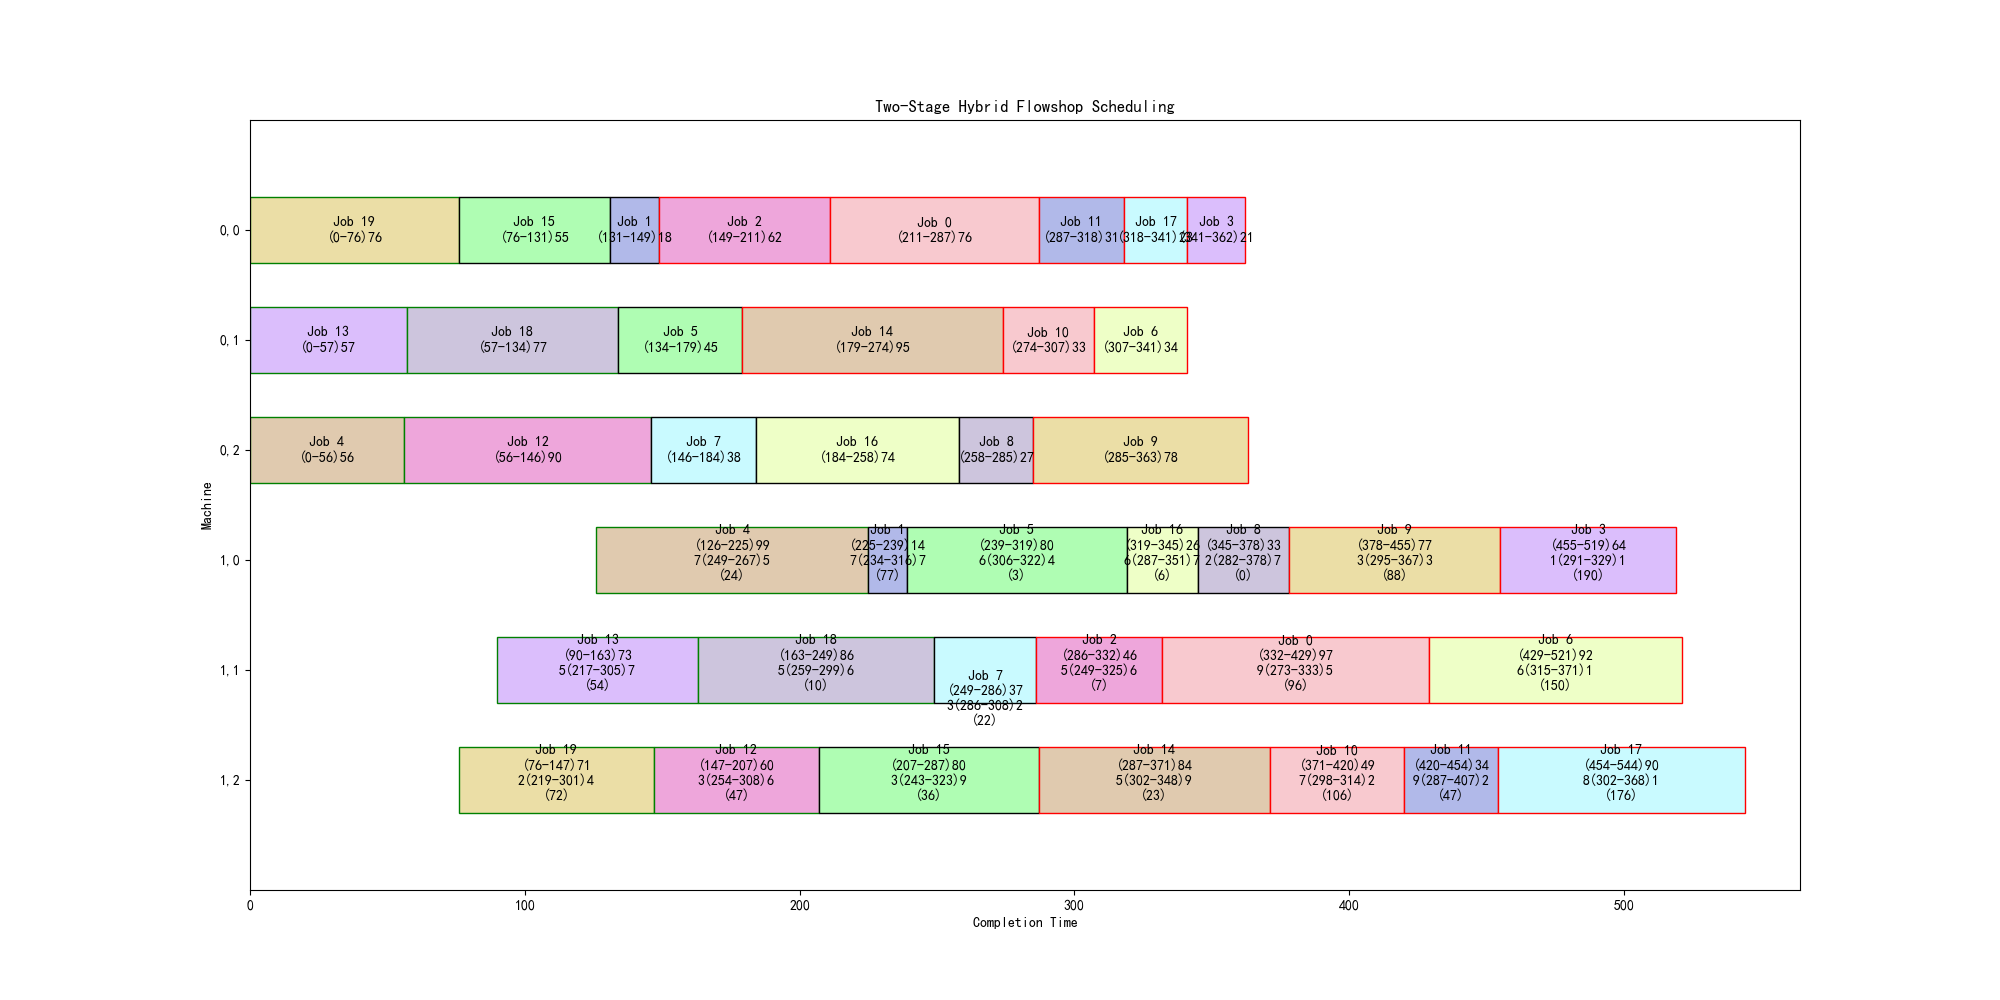 Two-Stage Hybrid Flowshop Scheduling
0,0
Job 19
(0-76)76
Job 15
(76-131)55
Job 1
(131-149)18
Job 2
(149-211)62
Job 0
(211-287)76
Job 11
(287-318)31
Job 17
(318-341)23
Job 3
(341-362)21
0,1
Job 13
(0-57)57
Job 18
(57-134)77
Job 5
(134-179)45
Job 14
(179-274)95
Job 10
(274-307)33
Job 6
(307-341)34
0,2
Job 4
(0-56)56
Job 12
(56-146)90
Job 7
(146-184)38
Job 16
(184-258)74
Job 8
(258-285)27
Job 9
(285-363)78
Machine
1,0
Job 4
(126-225)99
7(249-267)5
(24)
Job 1
(225-239)14
7(234-316)7
(77)
Job 5
(239-319)80
6(306-322)4
(3)
Job 16
(319-345)26
6(287-351)7
(6)
Job 8
(345-378)33
2(282-378)7
(0)
Job 9
(378-455)77
3(295-367)3
(88)
Job 3
(455-519)64
1(291-329)1
(190)
1,1
Job 13
(90-163)73
5(217-305)7
(54)
Job 18
(163-249)86
5(259-299)6
(10)
Job 7
(249-286)37
3(286-308)2
(22)
Job 2
(286-332)46
5(249-325)6
(7)
Job 0
(332-429)97
9(273-333)5
(96)
Job 6
(429-521)92
6(315-371)1
(150)
1,2
Job 19
(76-147)71
2(219-301)4
(72)
Job 12
(147-207)60
3(254-308)6
(47)
Job 15
(207-287)80
3(243-323)9
(36)
Job 14
(287-371)84
5(302-348)9
(23)
Job 10
(371-420)49
7(298-314)2
(106)
Job 11
(420-454)34
9(287-407)2
(47)
Job 17
(454-544)90
8(302-368)1
(176)
0
100
200
300
400
500
Completion Time